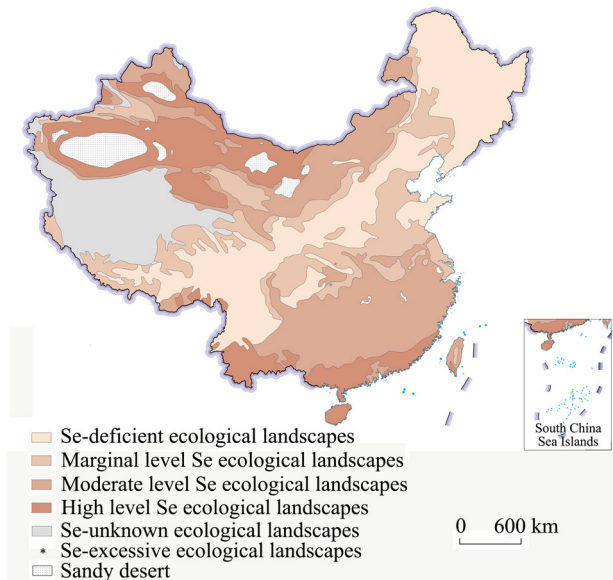 South China
Sea Islands
Se-deficient ecological landscapes
Marginal level Se ecological landscapes
Moderate level Se ecological landscapes
High level Se ecological landscapes
Se-unknown ecological landscapes
* Se-excessive ecological landscapes
Sandy desert
0 600 km